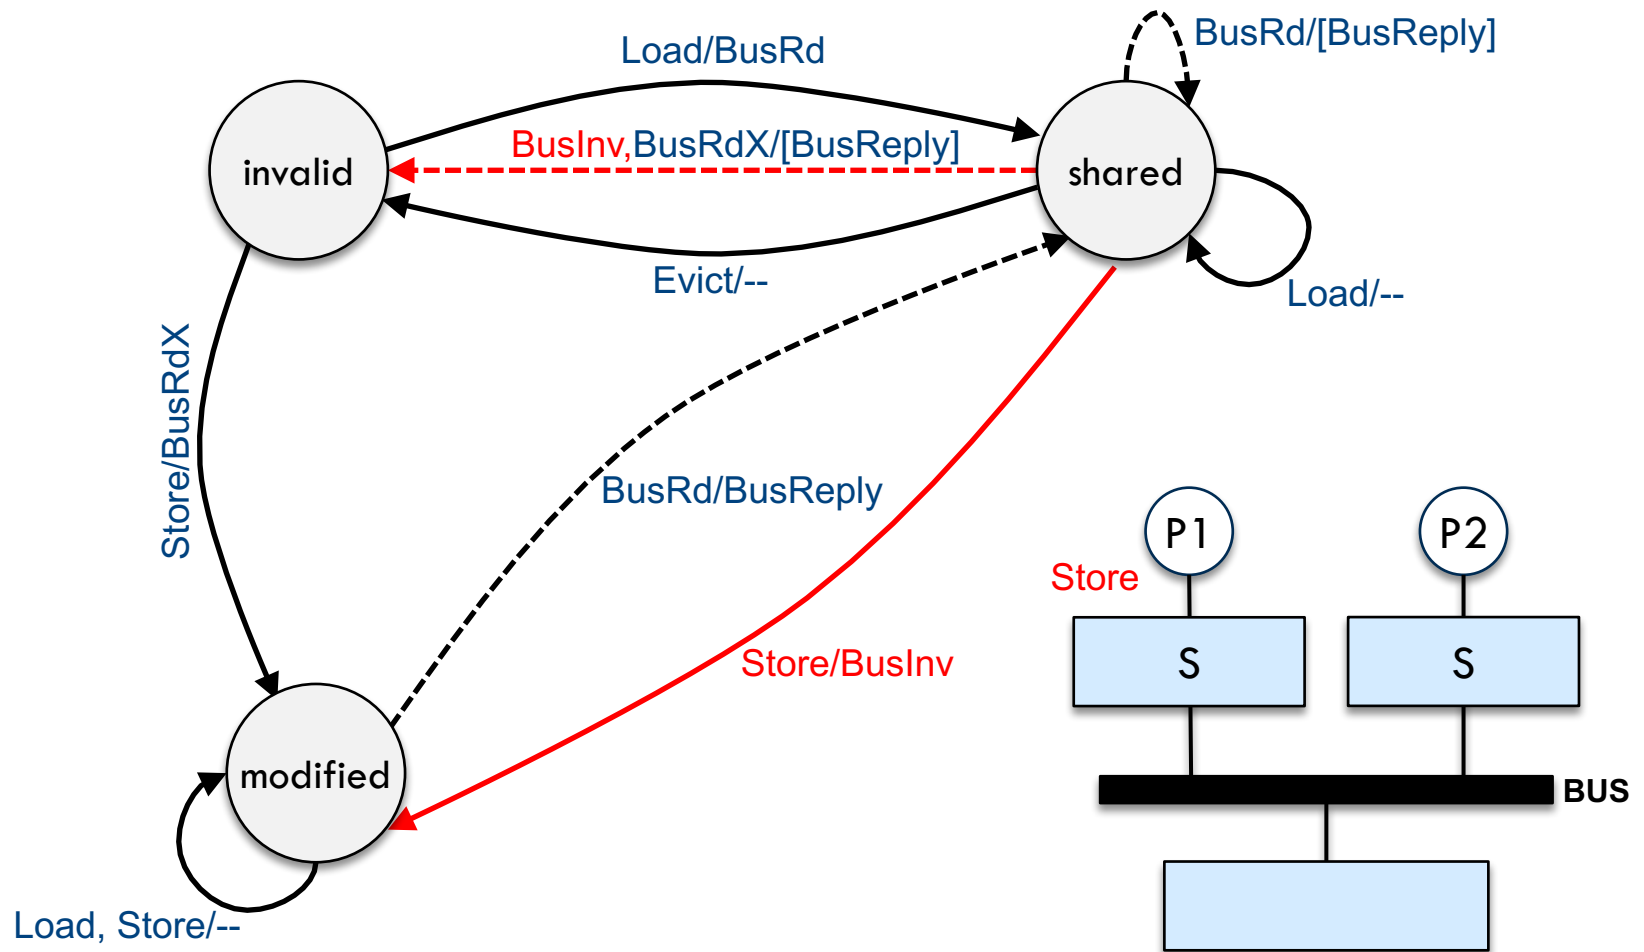 BusRd/[BusReply]
Load/BusRd
BusInv,BusRdX/[BusReply]
invalid
shared
Evict/--
Load/--
Store/BusRdX
BusRd/BusReply
P1
P2
Store
S
S
Store/BusInv
modified
BUS
Load, Store/--